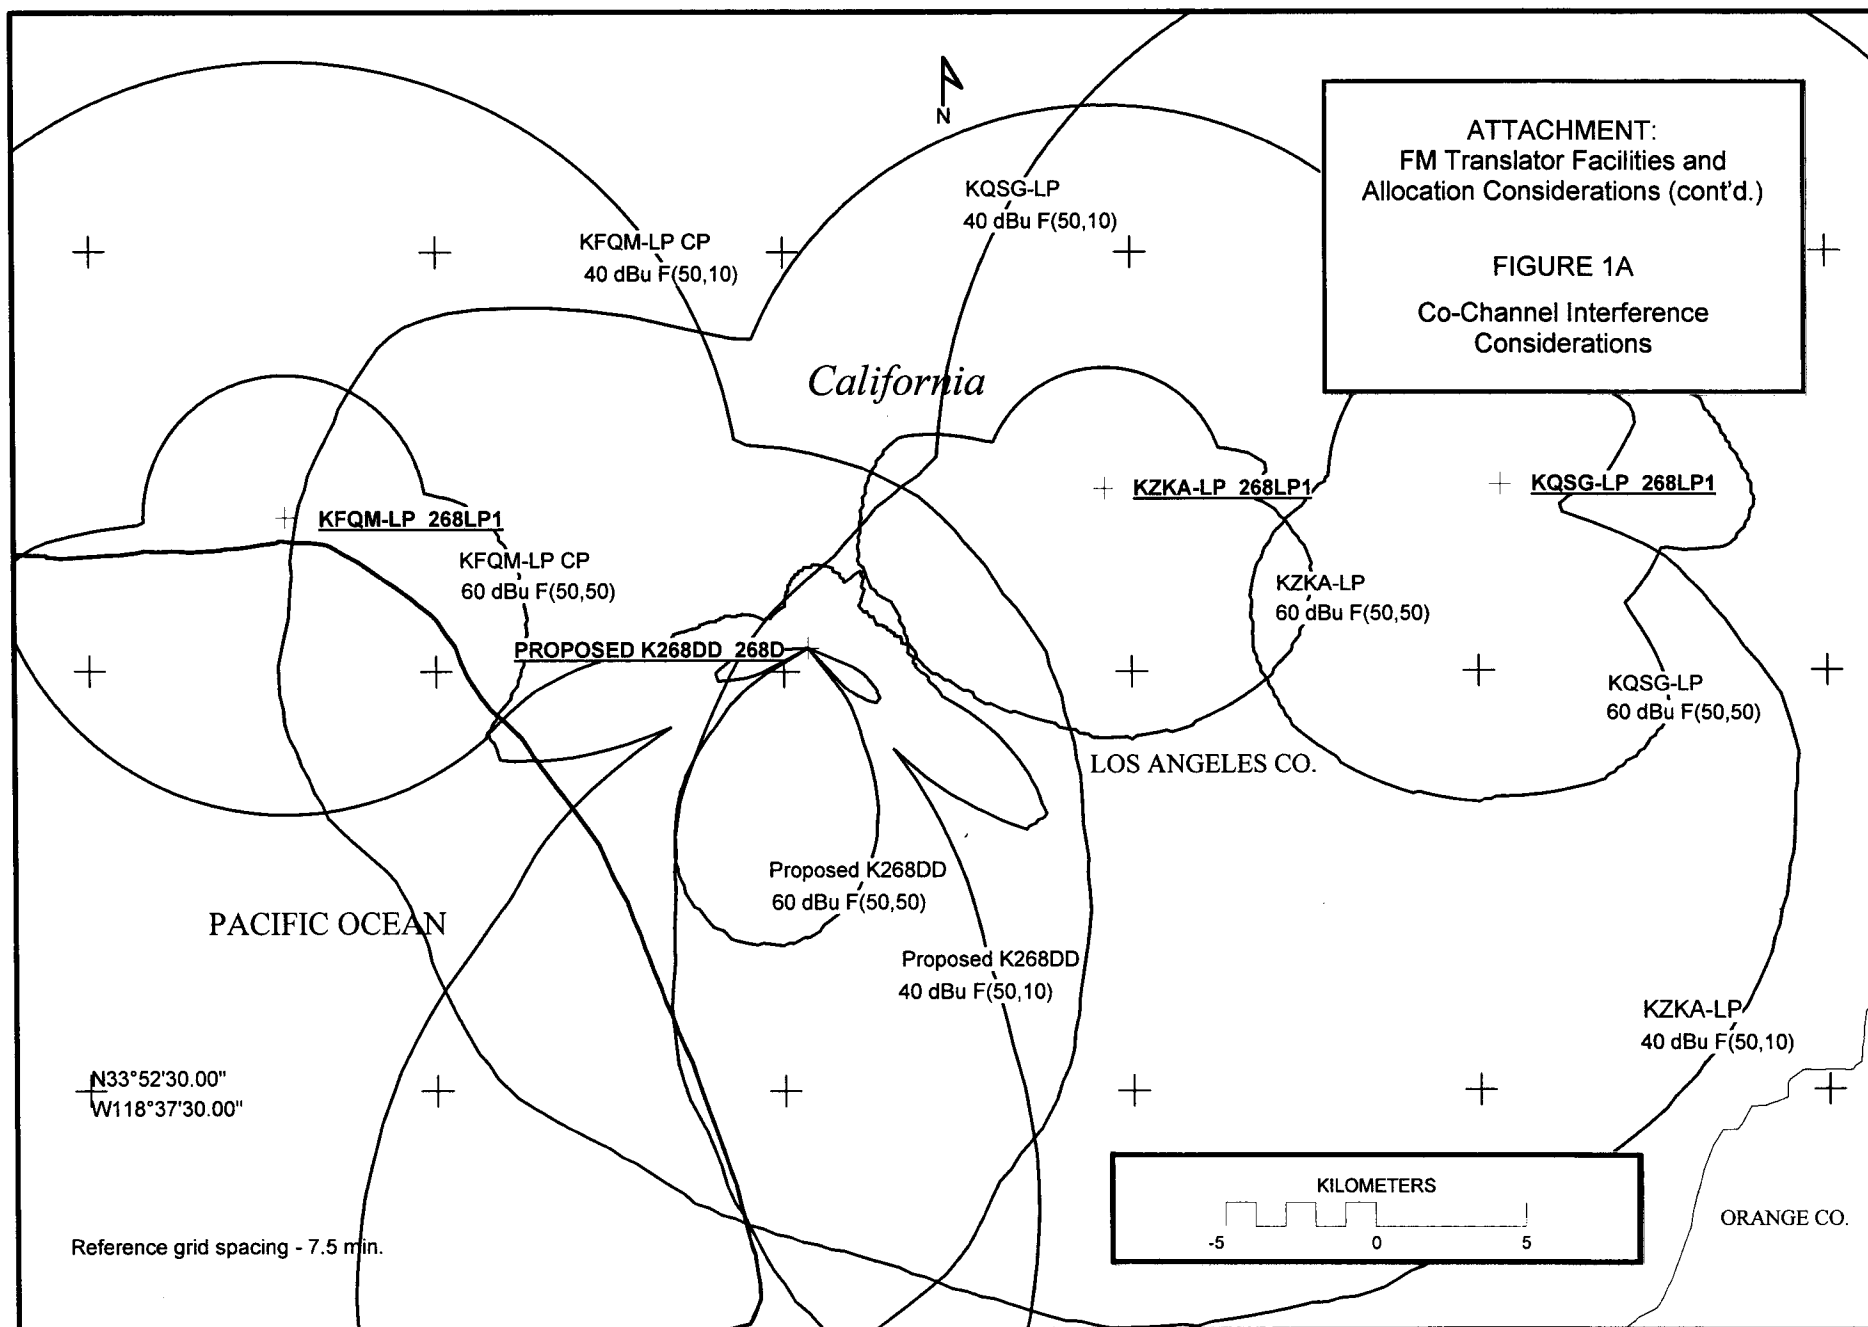 N
ATTACHMENT:
FM Translator Facilities and
Allocation Considerations (cont'd.)
FIGURE 1A
Co-Channel Interference
Considerations
KQSG-LP
40 dBu F(50,10)
KFQM-LP CP
40 dBu F(50,10)
California
KFQM-LP 268LP1
KZKA-LP 268LP1
KQSG-LP 268LP1
KFQM-LP CP
60 dBu F(50,50)
KZKA-LP
60 dBu F(50,50)
PROPOSED K268DD 268D
KQSG-LP
60 dBu F(50,50)
LOS ANGELES CO.
Proposed K268DD
60 dBu F(50,50)
PACIFIC OCEAN
Proposed K268DD
40 dBu F(50,10)
KZKA-LP
40 dBu F(50,10)
N33°52'30.00"
W118°37'30.00"
KILOMETERS
-5 0 5
ORANGE CO.
Reference grid spacing - 7.5 min.